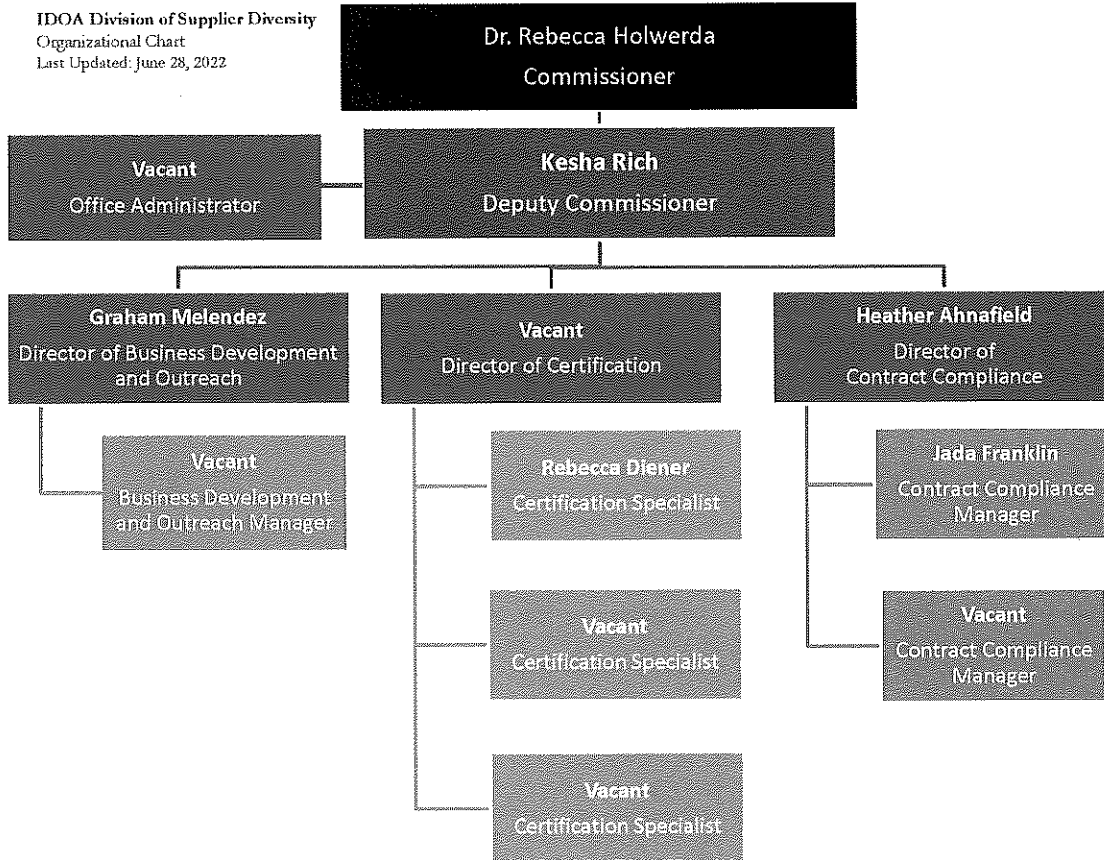 IDOA Division of Supplier Diversity
Organizational Chart
Last Updated: June 28, 2022
Dr. Rebecca Holwerda
Commissioner
Vacant
Office Administrator
Kesha Rich
Deputy Commissioner
Graham Melendez
Director of Business Development
and Outreach
Vacant
Director of Certification
Heather Ahnafield
Director of
Contract Compliance
Vacant
Business Development
and Outreach Manager
Rebecca Diener
Certification Specialist
Jada Franklin
Contract Compliance
Manager
Vacant
Certification Specialist
Vacant
Contract Compliance
Manager
Vacant
Certification Specialist